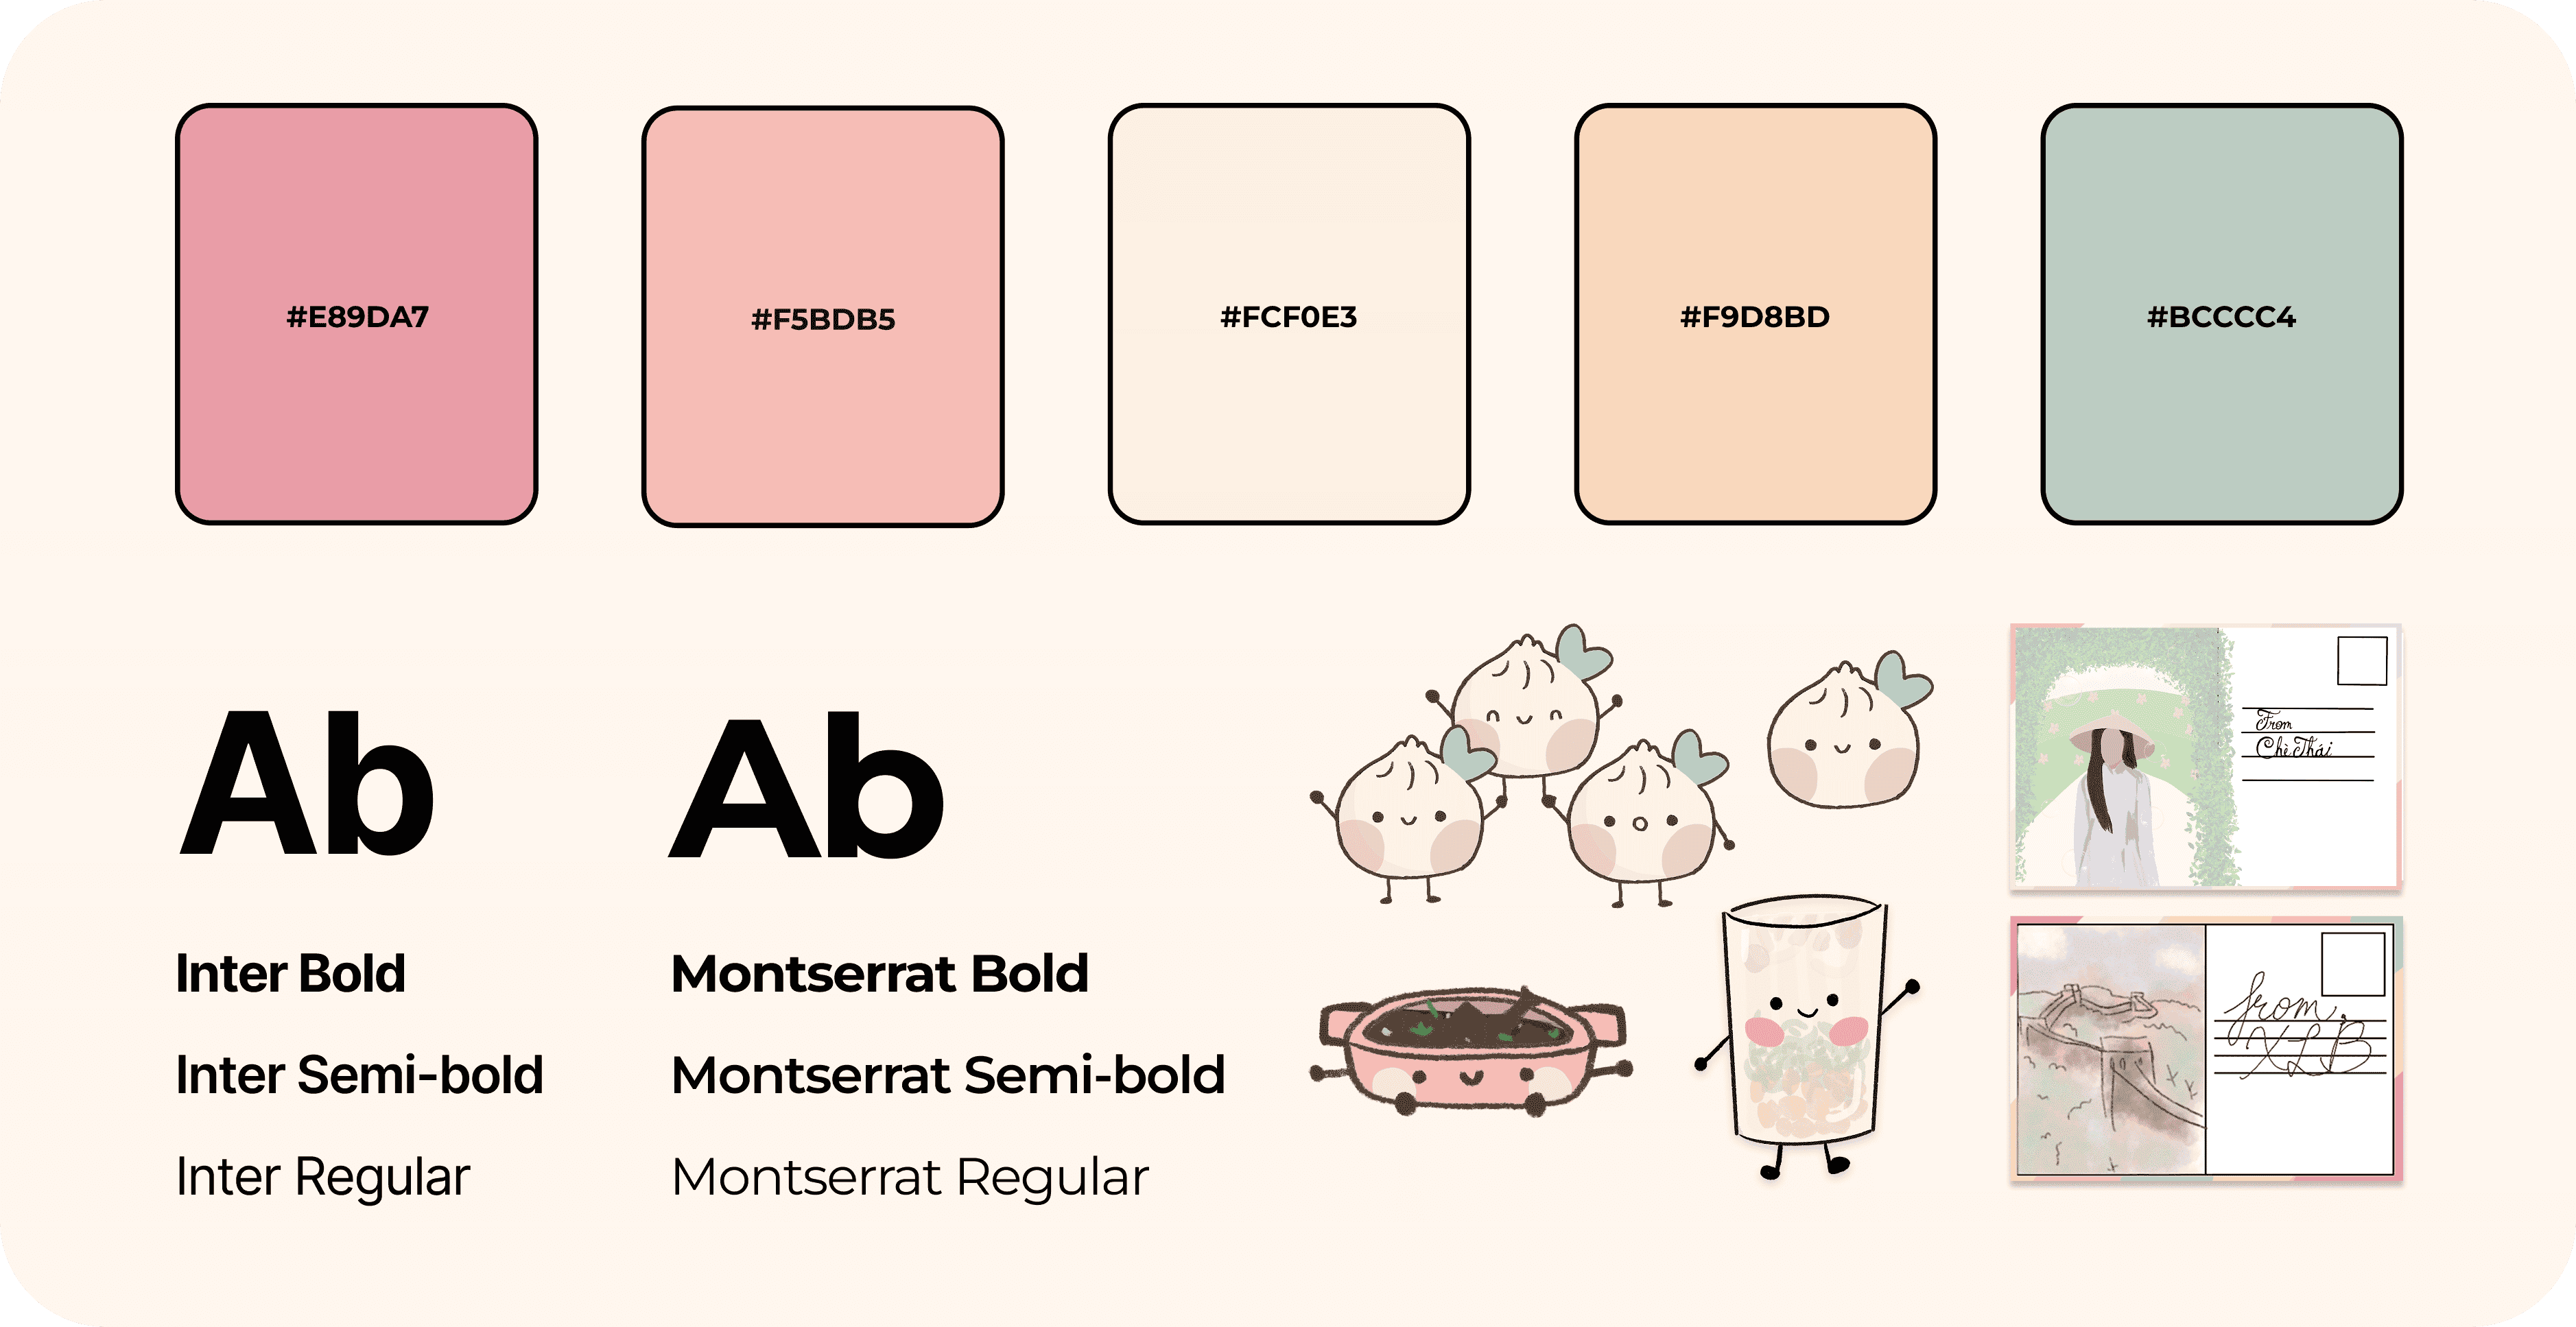 #E89DA7
#F5BDB5
#FCF0E3
#F9D8BD
#BCCCC4
Ab
Inter Bold
Inter Semi-bold
Inter Regular
Ab
Montserrat Bold
Montserrat Semi-bold
Montserrat Regular
From
Chè Thái
from,
XLB